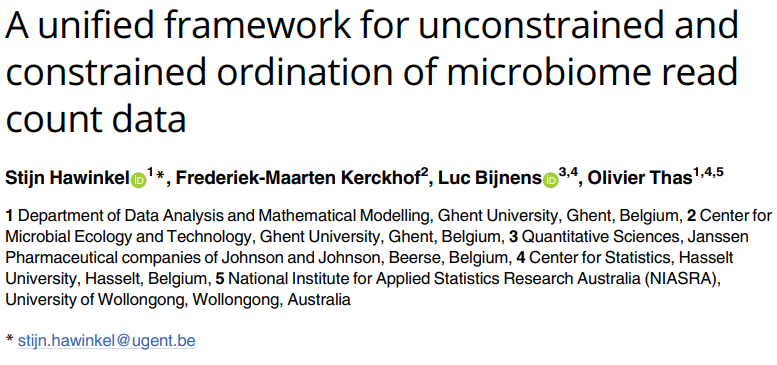 A unified framework for unconstrained and
constrained ordination of microbiome read
count data
Stijn Hawinkel iD 1*, Frederiek-Maarten Kerckhof2, Luc Bijnens iD 3,4, Olivier Thas1,4,5
1 Department of Data Analysis and Mathematical Modelling, Ghent University, Ghent, Belgium, 2 Center for
Microbial Ecology and Technology, Ghent University, Ghent, Belgium, 3 Quantitative Sciences, Janssen
Pharmaceutical companies of Johnson and Johnson, Beerse, Belgium, 4 Center for Statistics, Hasselt
University, Hasselt, Belgium, 5 National Institute for Applied Statistics Research Australia (NIASRA),
University of Wollongong, Wollongong, Australia
* stijn.hawinkel@ugent.be